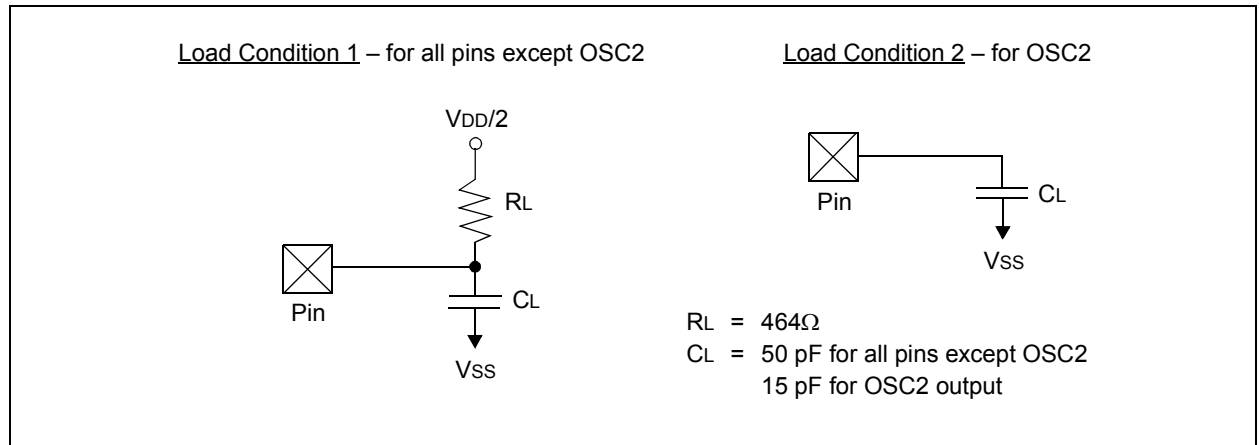 Load Condition 1 – for all pins except OSC2
VDD/2
RL
Pin
CL
VSS
Load Condition 2 – for OSC2
Pin
CL
VSS
RL = 464Ω
CL = 50 pF for all pins except OSC2
15 pF for OSC2 output